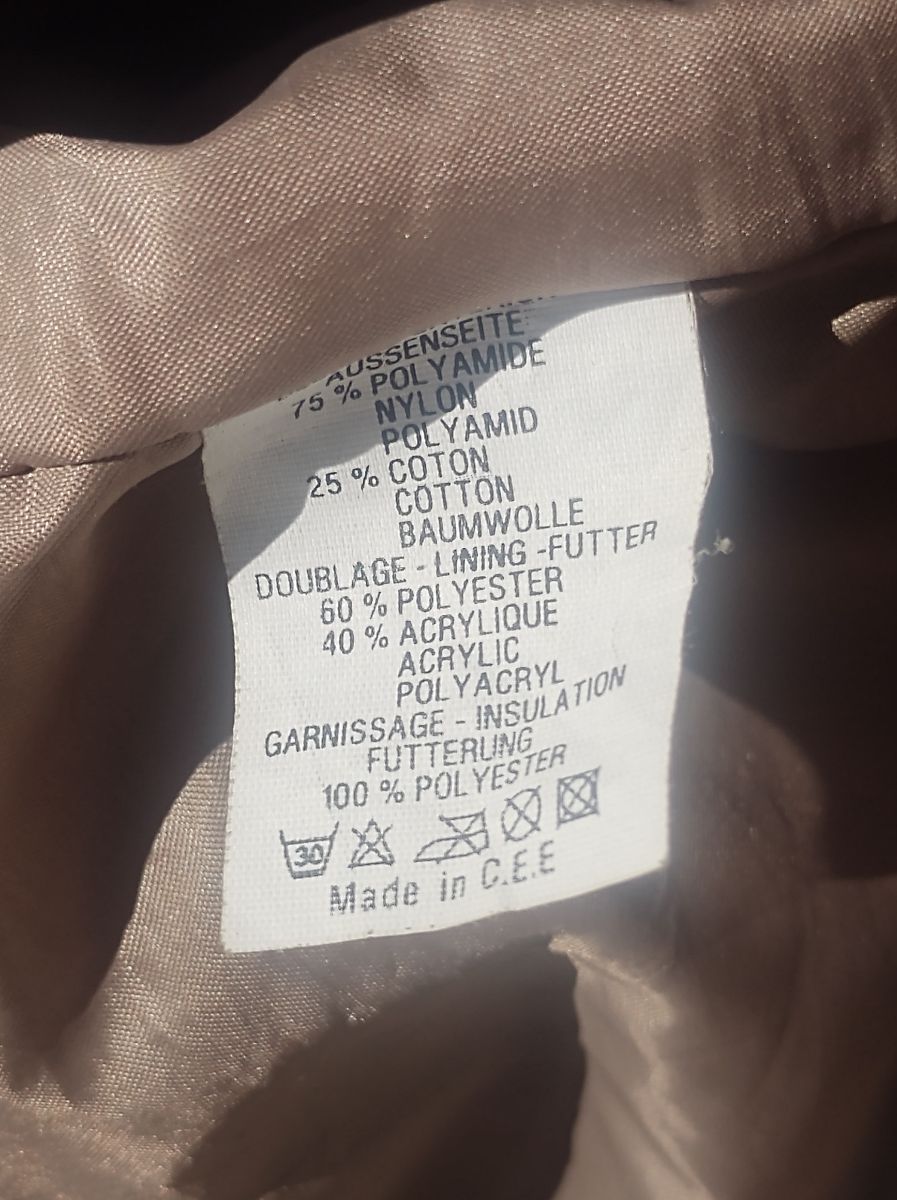 AUSSENSEITE
75 % POLYAMIDE
NYLON
POLYAMID
25 % COTON
COTTON
BAUMWOLLE
DOUBLAGE - LINING -FUTTER
60 % POLYESTER
40 % ACRYLIQUE
ACRYLIC
POLYACRYL
GARNISSAGE - INSULATION
FUTTERUNG
100 % POLYESTER
30
Made in C.E.E